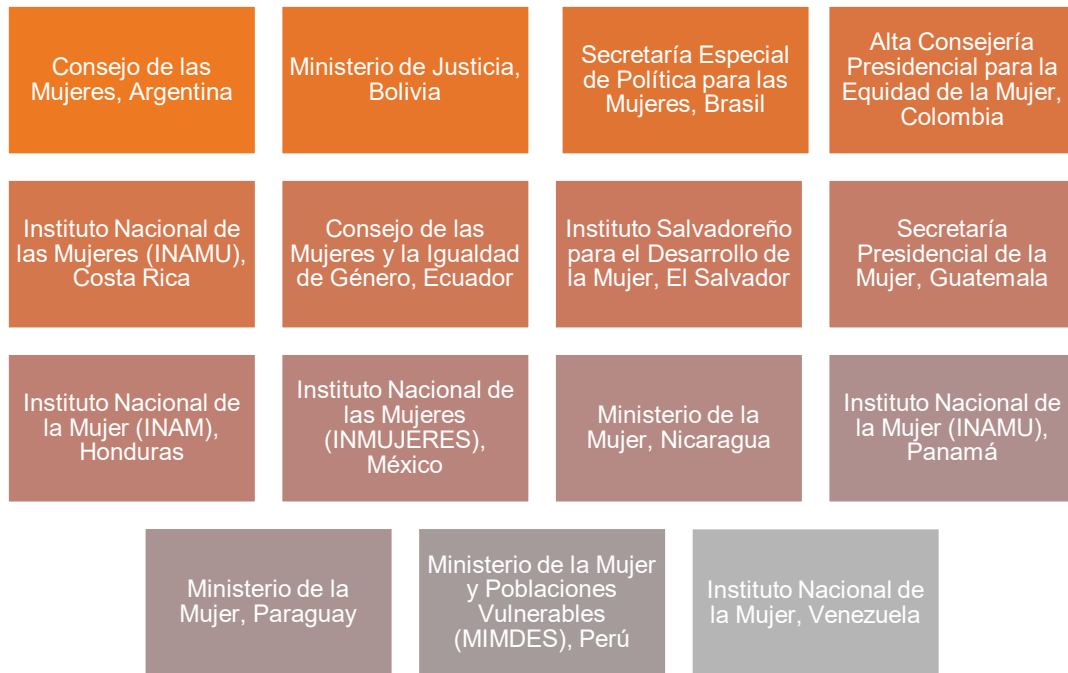 Consejo de las
Mujeres, Argentina
Ministerio de Justicia,
Bolivia
Secretaría Especial
de Política para las
Mujeres, Brasil
Alta Consejería
Presidencial para la
Equidad de la Mujer,
Colombia
Instituto Nacional de
las Mujeres (INAMU),
Costa Rica
Consejo de las
Mujeres y la Igualdad
de Género, Ecuador
Instituto Salvadoreño
para el Desarrollo de
la Mujer, El Salvador
Secretaría
Presidencial de la
Mujer, Guatemala
Instituto Nacional de
la Mujer (INAM),
Honduras
Instituto Nacional de
las Mujeres
(INMUJERES),
México
Ministerio de la
Mujer, Nicaragua
Instituto Nacional de
la Mujer (INAMU),
Panamá
Ministerio de la
Mujer, Paraguay
Ministerio de la Mujer
y Poblaciones
Vulnerables
(MIMDES), Perú
Instituto Nacional de
la Mujer, Venezuela